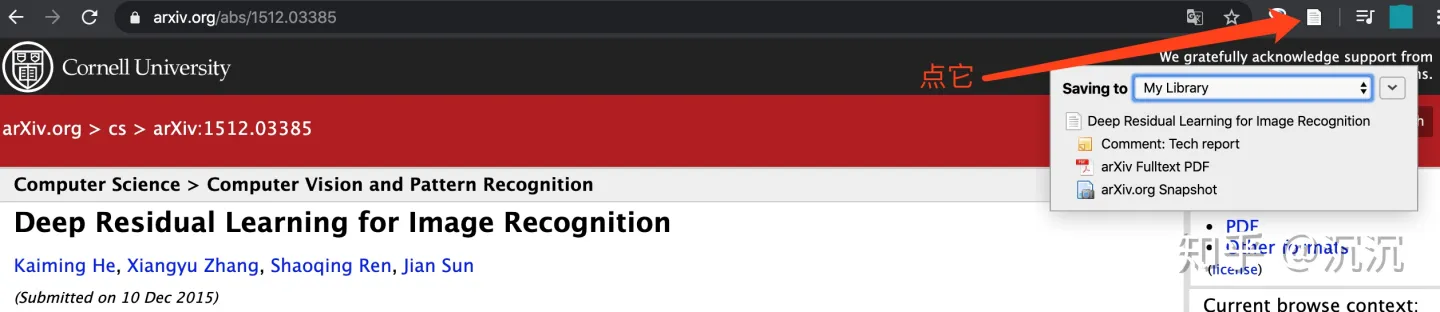 arxiv.org/abs/1512.03385
Cornell University
We gratefully acknowledge support from
ns.
点它
Saving to My Library
Deep Residual Learning for Image Recognition
Comment: Tech report
arXiv Fulltext PDF
arXiv.org Snapshot
arXiv.org > cs > arXiv:1512.03385
h
Computer Science > Computer Vision and Pattern Recognition
Deep Residual Learning for Image Recognition
Kaiming He, Xiangyu Zhang, Shaoqing Ren, Jian Sun
(Submitted on 10 Dec 2015)
• PDF
• Other formats
(license)
Current browse context:
知乎 @沉沉